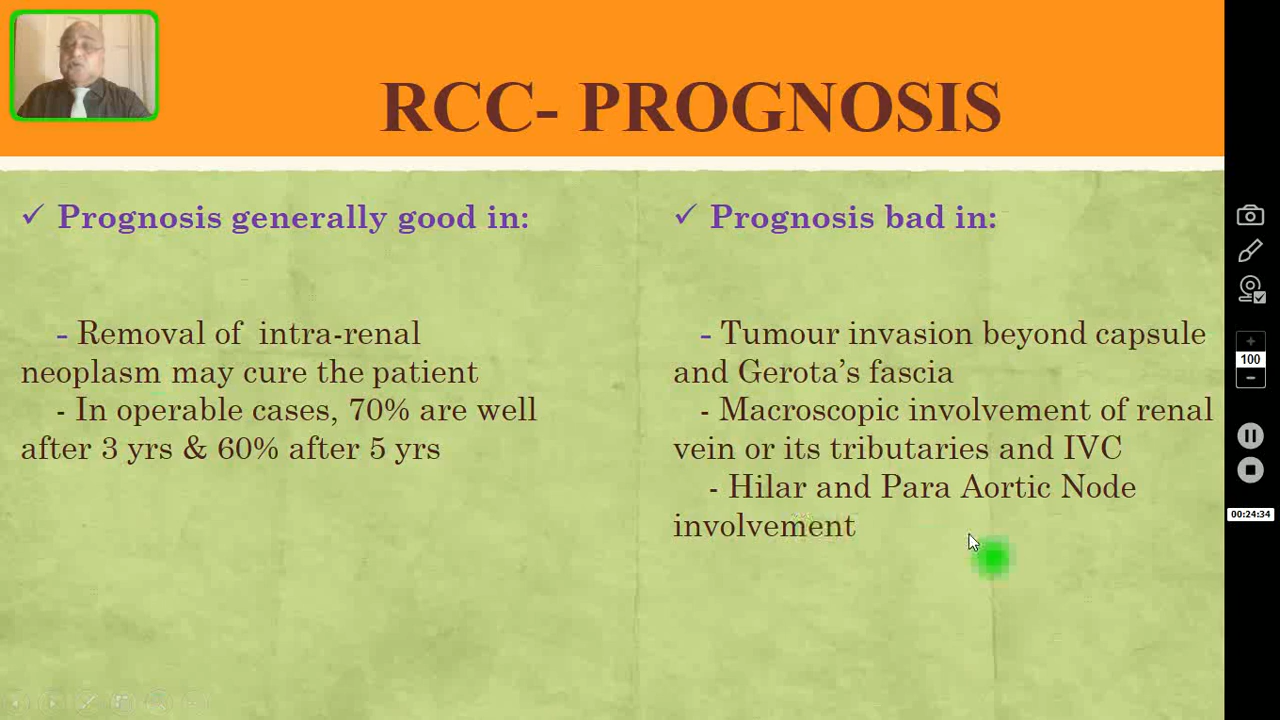 RCC- PROGNOSIS
✓ Prognosis generally good in:
- Removal of intra-renal
neoplasm may cure the patient
- In operable cases, 70% are well
after 3 yrs & 60% after 5 yrs
✓ Prognosis bad in:
- Tumour invasion beyond capsule
and Gerota’s fascia
- Macroscopic involvement of renal
vein or its tributaries and IVC
- Hilar and Para Aortic Node
involvement
100
00:24:34